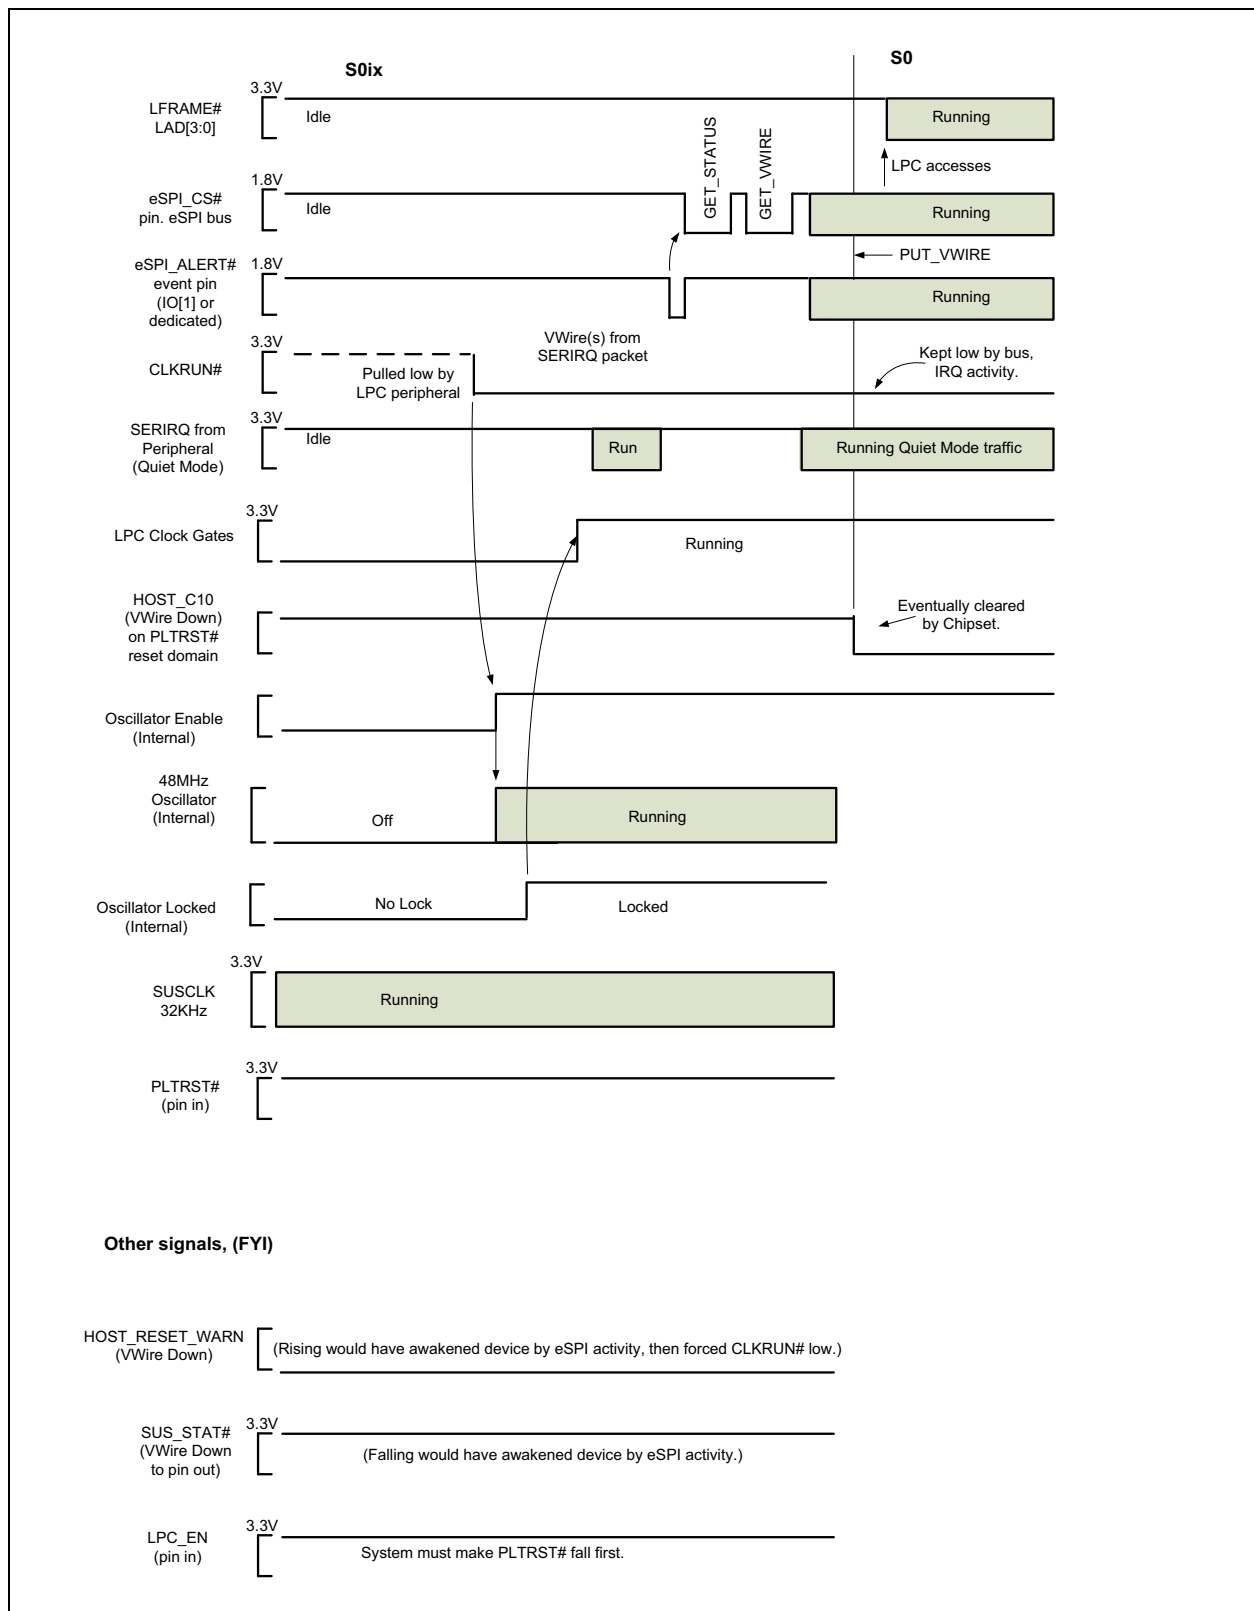 S0ix
S0
3.3V
LFRAME#
LAD[3:0]
Idle
Running
GET_STATUS
GET_VWIRE
LPC accesses
1.8V
eSPI_CS#
pin. eSPI bus
Idle
Running
PUT_VWIRE
1.8V
eSPI_ALERT#
event pin
(IO[1] or
dedicated)
Running
VWire(s) from
SERIRQ packet
3.3V
CLKRUN#
Pulled low by
LPC peripheral
Kept low by bus,
IRQ activity.
3.3V
SERIRQ from
Peripheral
(Quiet Mode)
Idle
Run
Running Quiet Mode traffic
3.3V
LPC Clock Gates
Running
HOST_C10
(VWire Down)
on PLTRST#
reset domain
Eventually cleared
by Chipset.
Oscillator Enable
(Internal)
48MHz
Oscillator
(Internal)
Off
Running
Oscillator Locked
(Internal)
No Lock
Locked
3.3V
SUSCLK
32KHz
Running
3.3V
PLTRST#
(pin in)
Other signals, (FYI)
HOST_RESET_WARN
(VWire Down)
(Rising would have awakened device by eSPI activity, then forced CLKRUN# low.)
3.3V
SUS_STAT#
(VWire Down
to pin out)
(Falling would have awakened device by eSPI activity.)
3.3V
LPC_EN
(pin in)
System must make PLTRST# fall first.